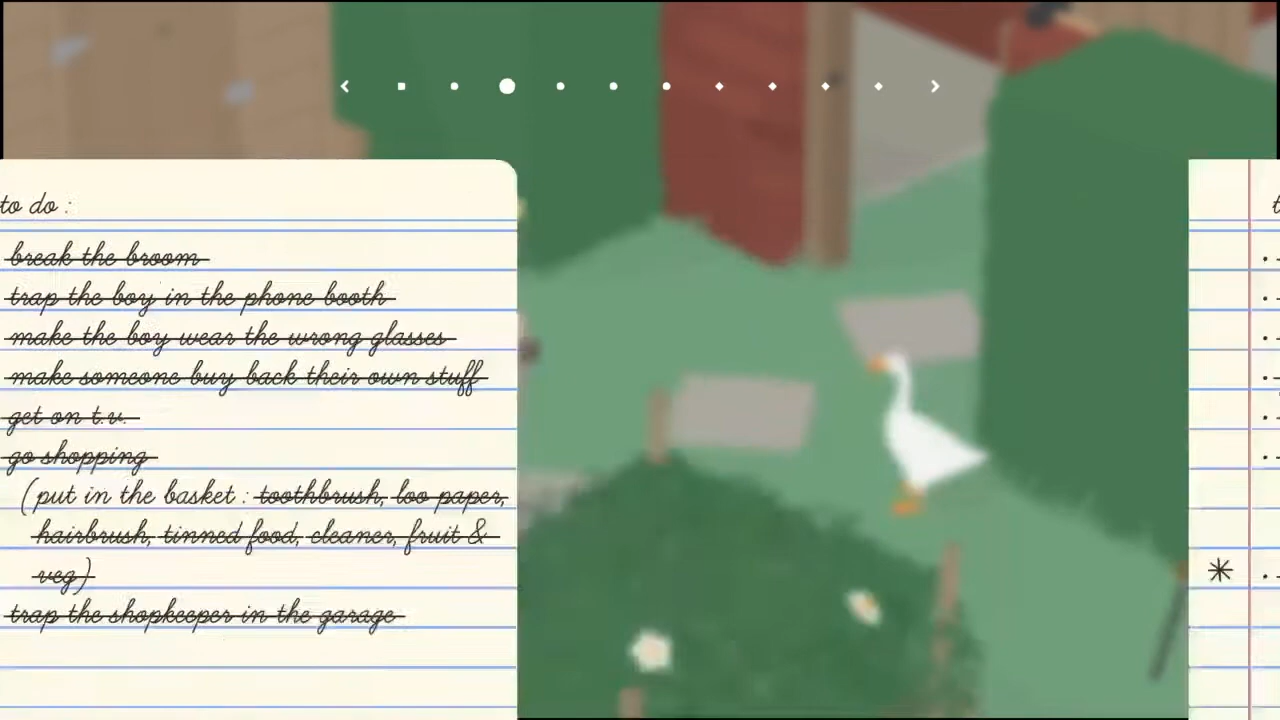 to do :
break the broom
trap the boy in the phone booth
make the boy wear the wrong glasses
make someone buy back their own stuff
get on t.v.
go shopping
(put in the basket : toothbrush, loo paper,
hairbrush, tinned food, cleaner, fruit &
veg)
trap the shopkeeper in the garage